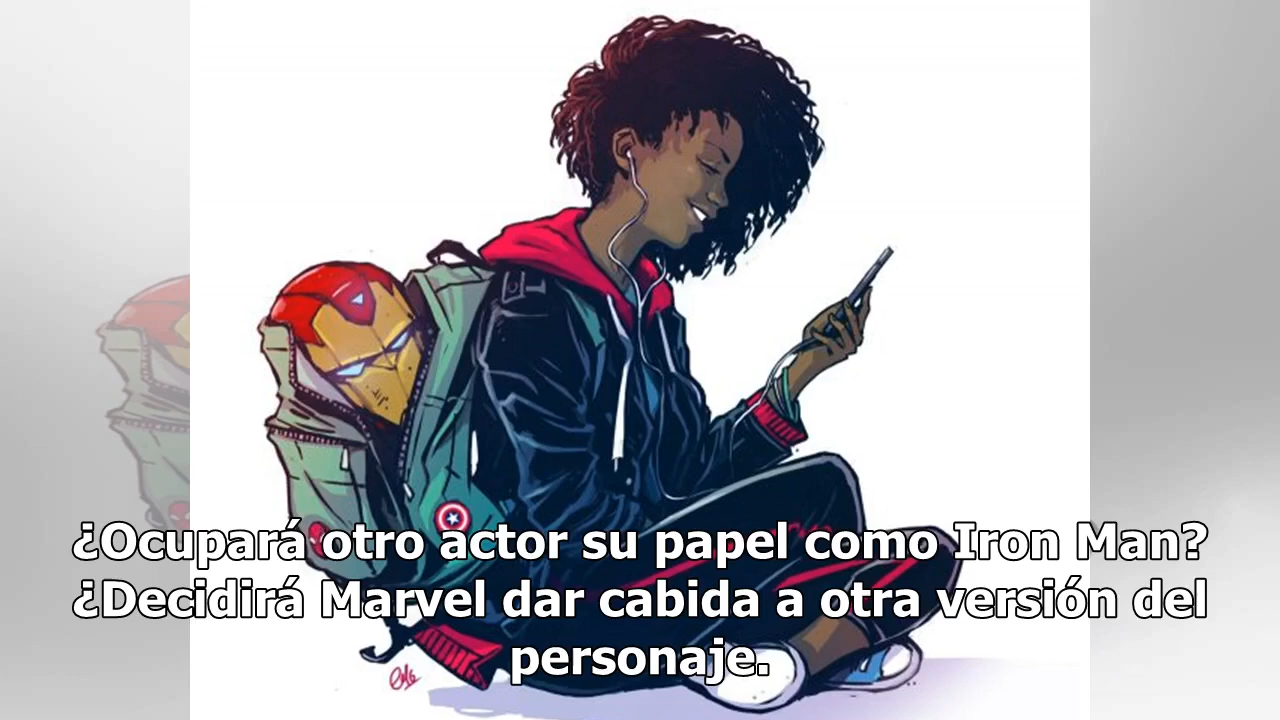 ¿Ocupará otro actor su papel como Iron Man?
¿Decidirá Marvel dar cabida a otra versión del
personaje.